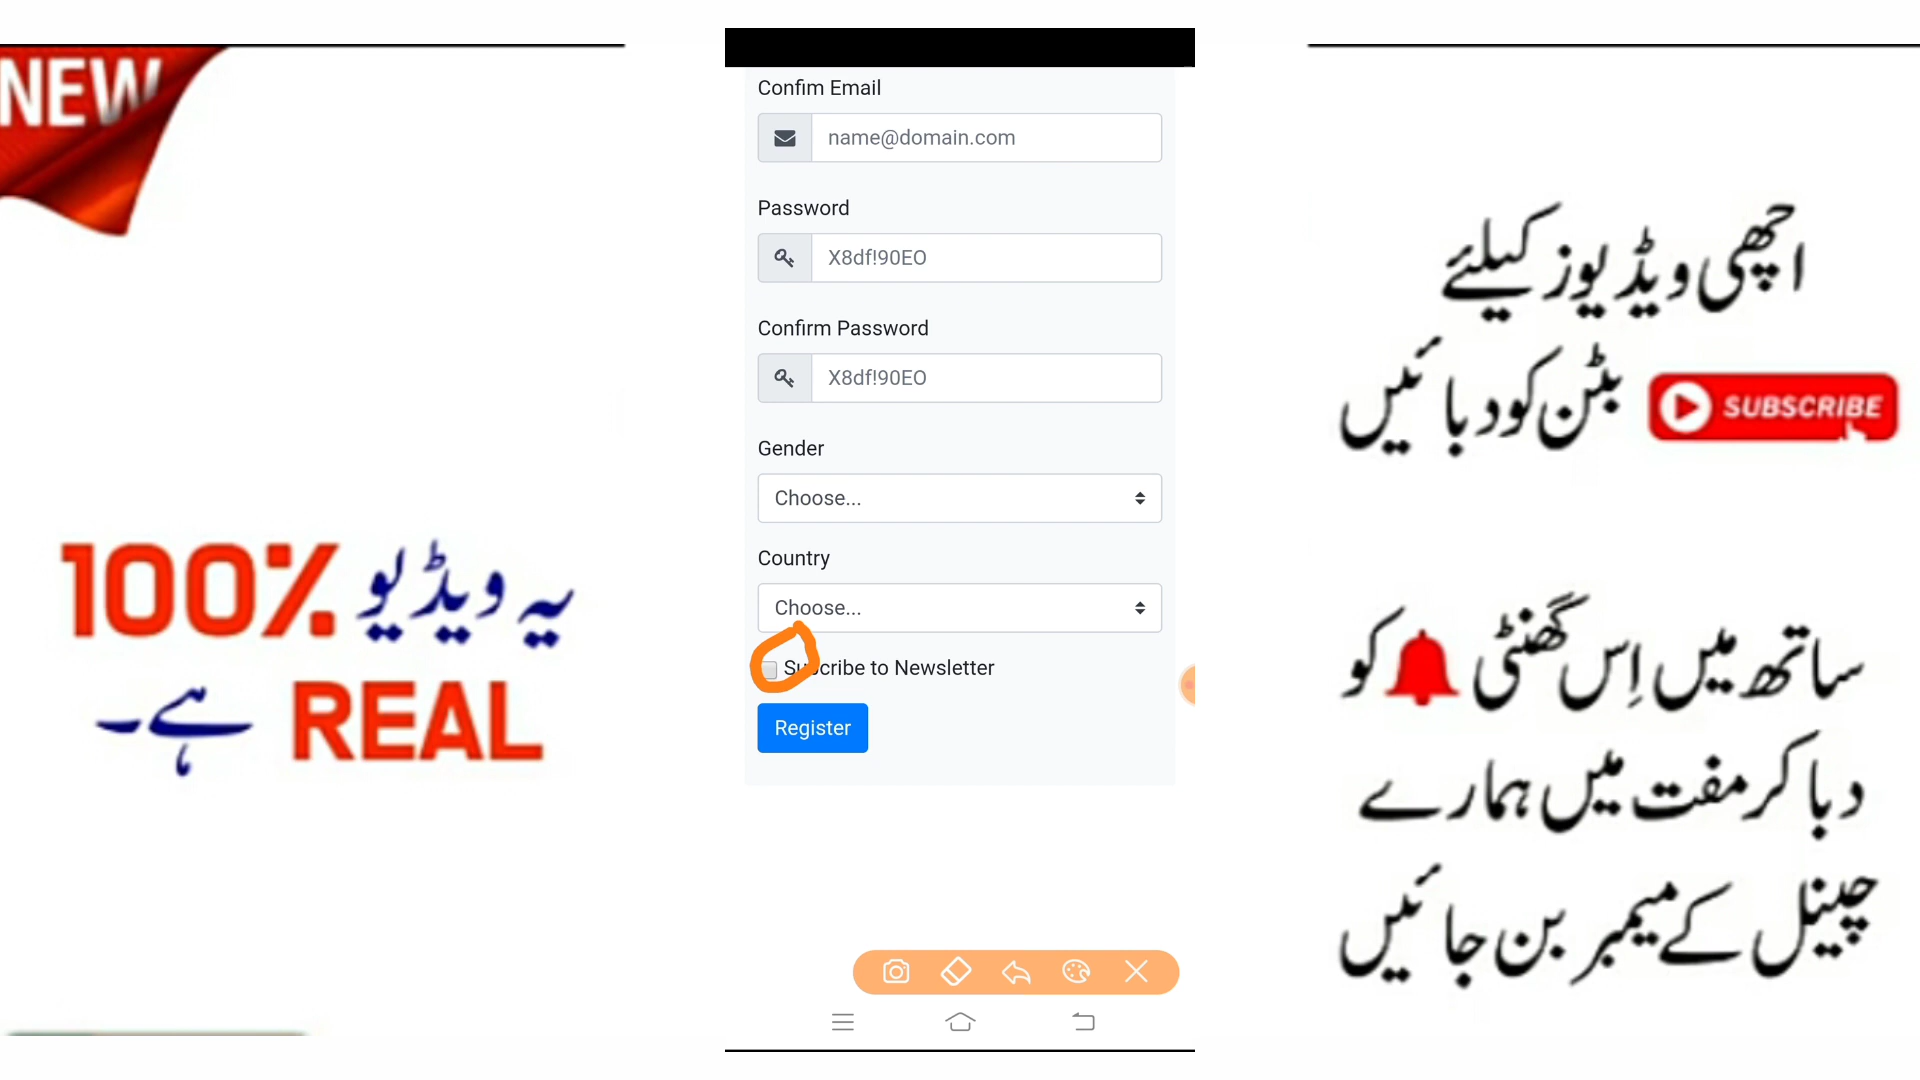 NEW
یہ ویڈیو 100%
REAL ہے۔
Confim Email
name@domain.com
Password
X8df!90EO
Confirm Password
X8df!90EO
Gender
Choose...
Country
Choose...
Suscribe to Newsletter
Register
اچھی ویڈیوز کیلئے
بٹن کو دبائیں SUBSCRIBE
ساتھ میں اِس گھنٹی کو
دبا کر مفت میں ہمارے
چینل کے میمبر بن جائیں